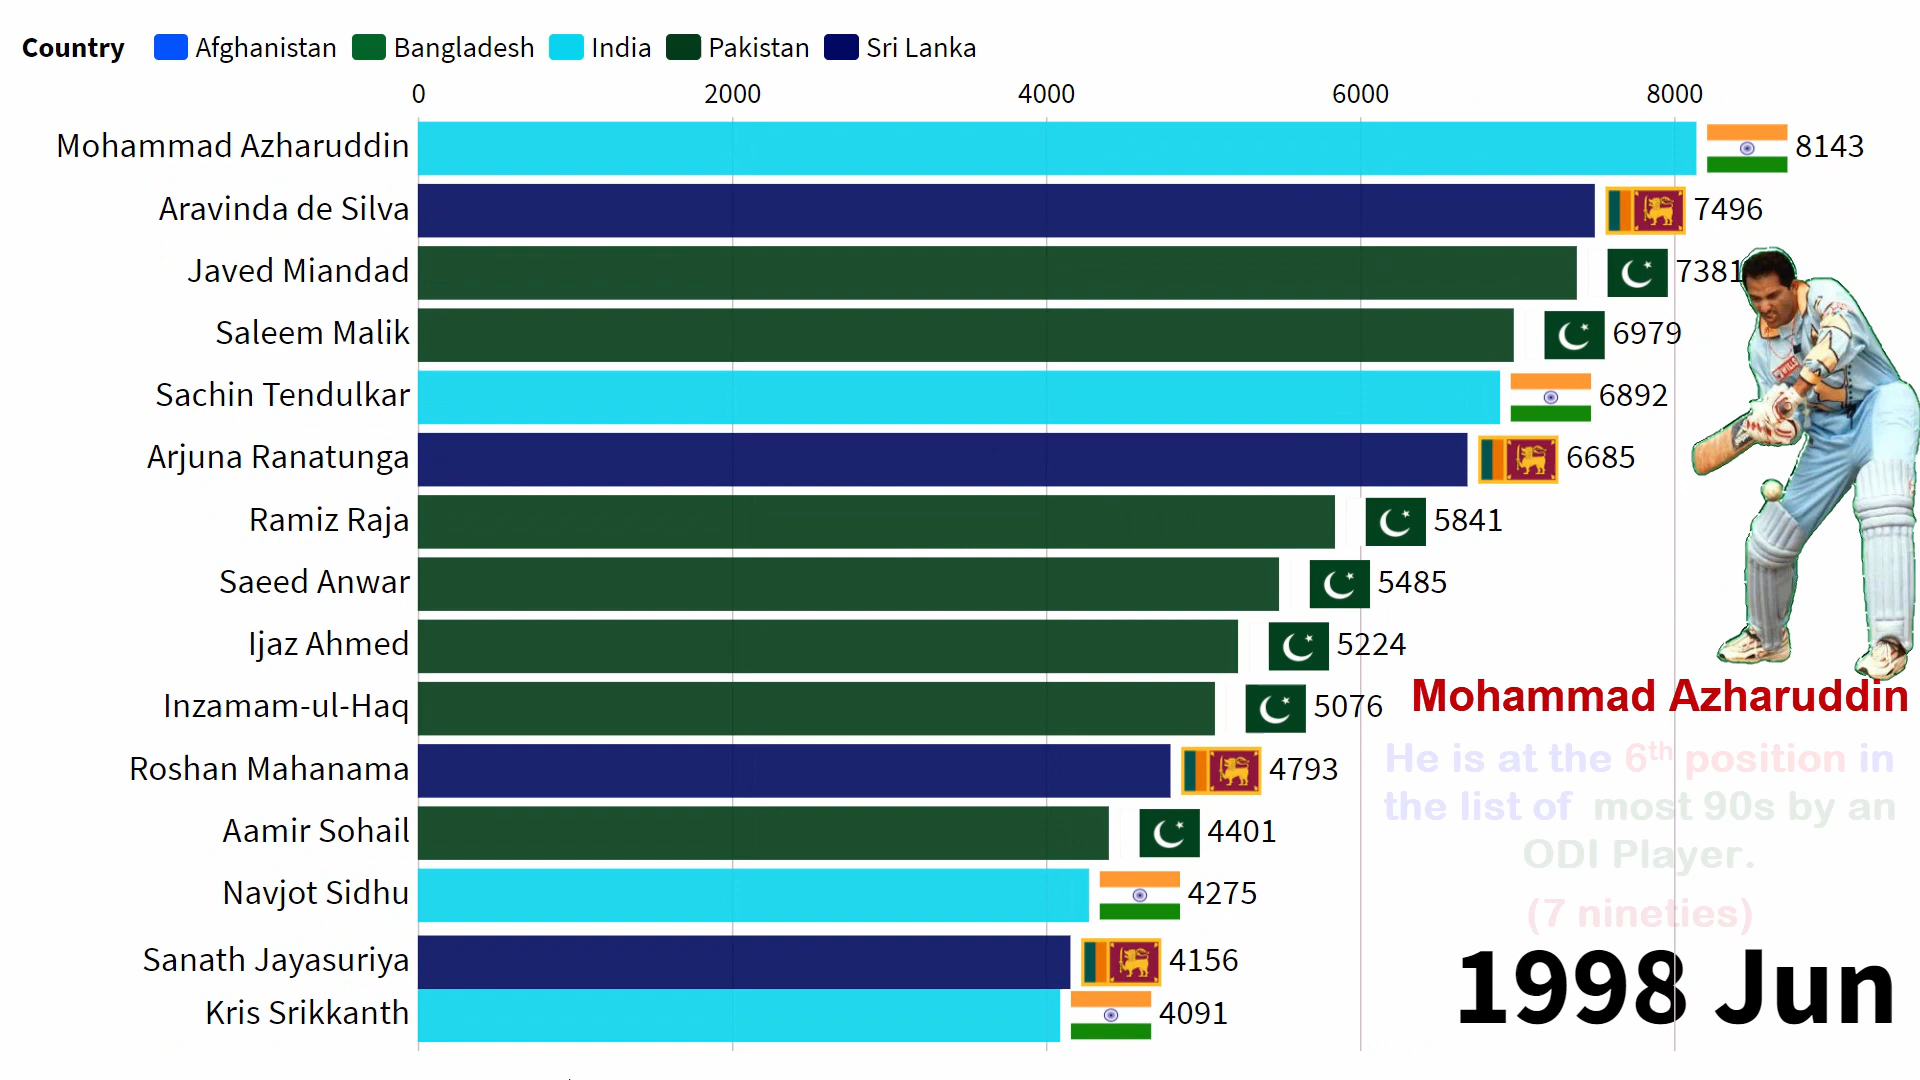 Country Afghanistan Bangladesh India Pakistan Sri Lanka
0 2000 4000 6000 8000
Mohammad Azharuddin 8143
Aravinda de Silva 7496
Javed Miandad 7381
Saleem Malik 6979
Sachin Tendulkar 6892
Arjuna Ranatunga 6685
Ramiz Raja 5841
Saeed Anwar 5485
Ijaz Ahmed 5224
Inzamam-ul-Haq 5076
Roshan Mahanama 4793
Aamir Sohail 4401
Navjot Sidhu 4275
Sanath Jayasuriya 4156
Kris Srikkanth 4091
WILLS
Mohammad Azharuddin
He is at the 6th position in
the list of most 90s by an
ODI Player.
(7 nineties)
1998 Jun